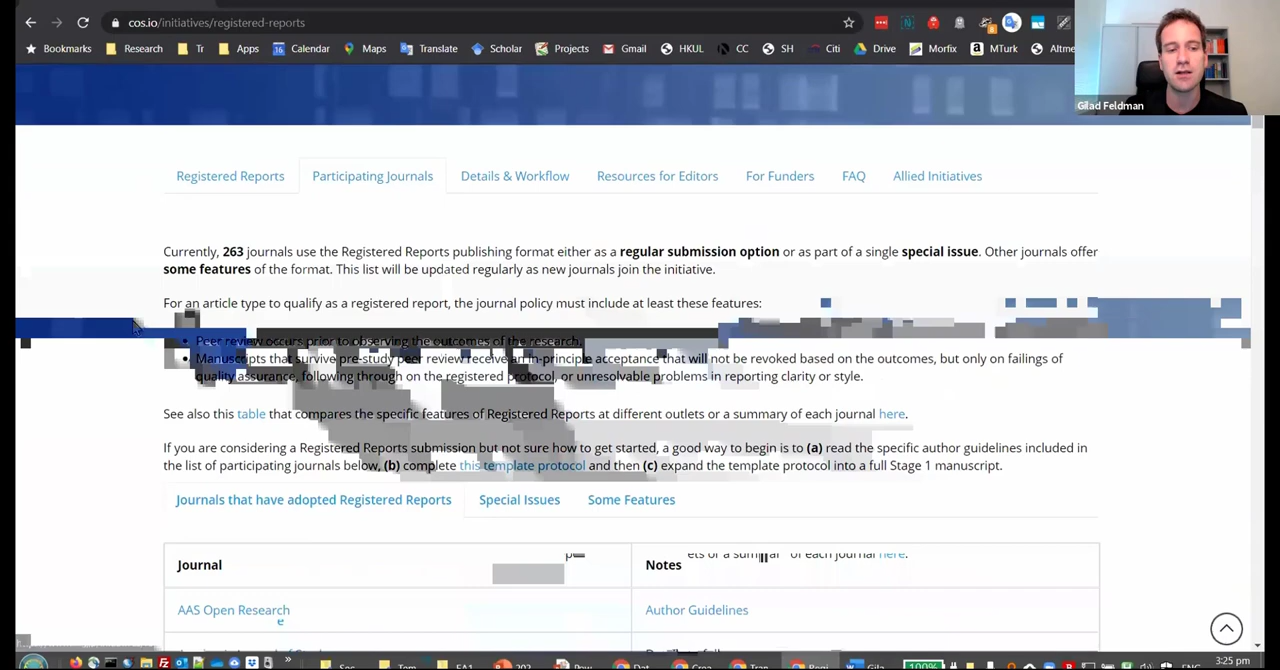 cos.io/initiatives/registered-reports
Bookmarks Research Tr Apps Calendar Maps Translate Scholar Projects Gmail HKUL CC SH Citi Drive Morfix MTurk Altme
Gilad Feldman
Registered Reports Participating Journals Details & Workflow Resources for Editors For Funders FAQ Allied Initiatives
Currently, 263 journals use the Registered Reports publishing format either as a regular submission option or as part of a single special issue. Other journals offer
some features of the format. This list will be updated regularly as new journals join the initiative.
For an article type to qualify as a registered report, the journal policy must include at least these features:
Peer review occurs prior to observing the outcomes of the research.
Manuscripts that survive pre-study peer review receive an in-principle acceptance that will not be revoked based on the outcomes, but only on failings of
quality assurance, following through on the registered protocol, or unresolvable problems in reporting clarity or style.
See also this table that compares the specific features of Registered Reports at different outlets or a summary of each journal here.
If you are considering a Registered Reports submission but not sure how to get started, a good way to begin is to (a) read the specific author guidelines included in
the list of participating journals below, (b) complete this template protocol and then (c) expand the template protocol into a full Stage 1 manuscript.
Journals that have adopted Registered Reports Special Issues Some Features
of each journal here.
Journal Notes
AAS Open Research Author Guidelines
100% 3:25 pm